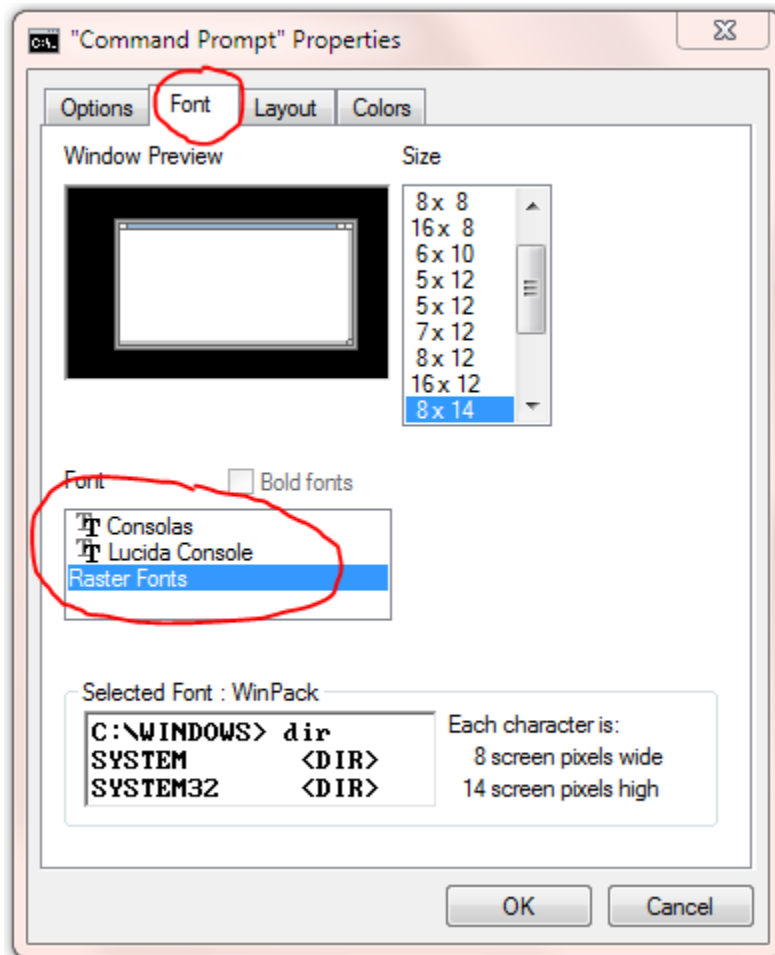 C:\. "Command Prompt" Properties
Options Font Layout Colors
Window Preview
Size
8 x 8
16 x 8
6 x 10
5 x 12
5 x 12
7 x 12
8 x 12
16 x 12
8 x 14
Font Bold fonts
Consolas
Lucida Console
Raster Fonts
Selected Font : WinPack
C:\WINDOWS> dir
SYSTEM <DIR>
SYSTEM32 <DIR>
Each character is:
8 screen pixels wide
14 screen pixels high
OK Cancel